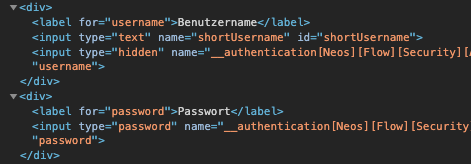 <div>
<label for="username">Benutzername</label>
<input type="text" name="shortUsername" id="shortUsername">
<input type="hidden" name="__authentication[Neos][Flow][Security][A
"username">
</div>
<div>
<label for="password">Passwort</label>
<input type="password" name="__authentication[Neos][Flow][Security
"password">
</div>